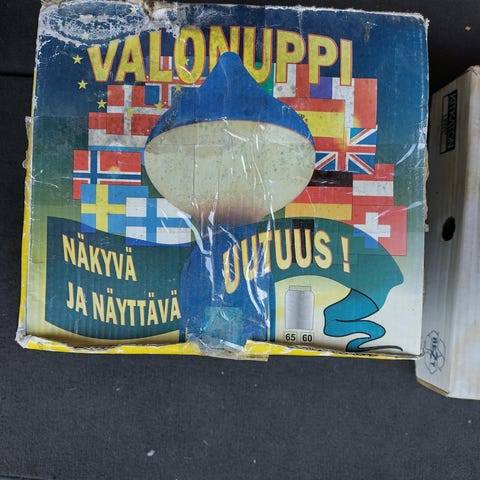 VALONUPPI
NÄKYVÄ
JA NÄYTTÄVÄ
UUTUUS !
65 60